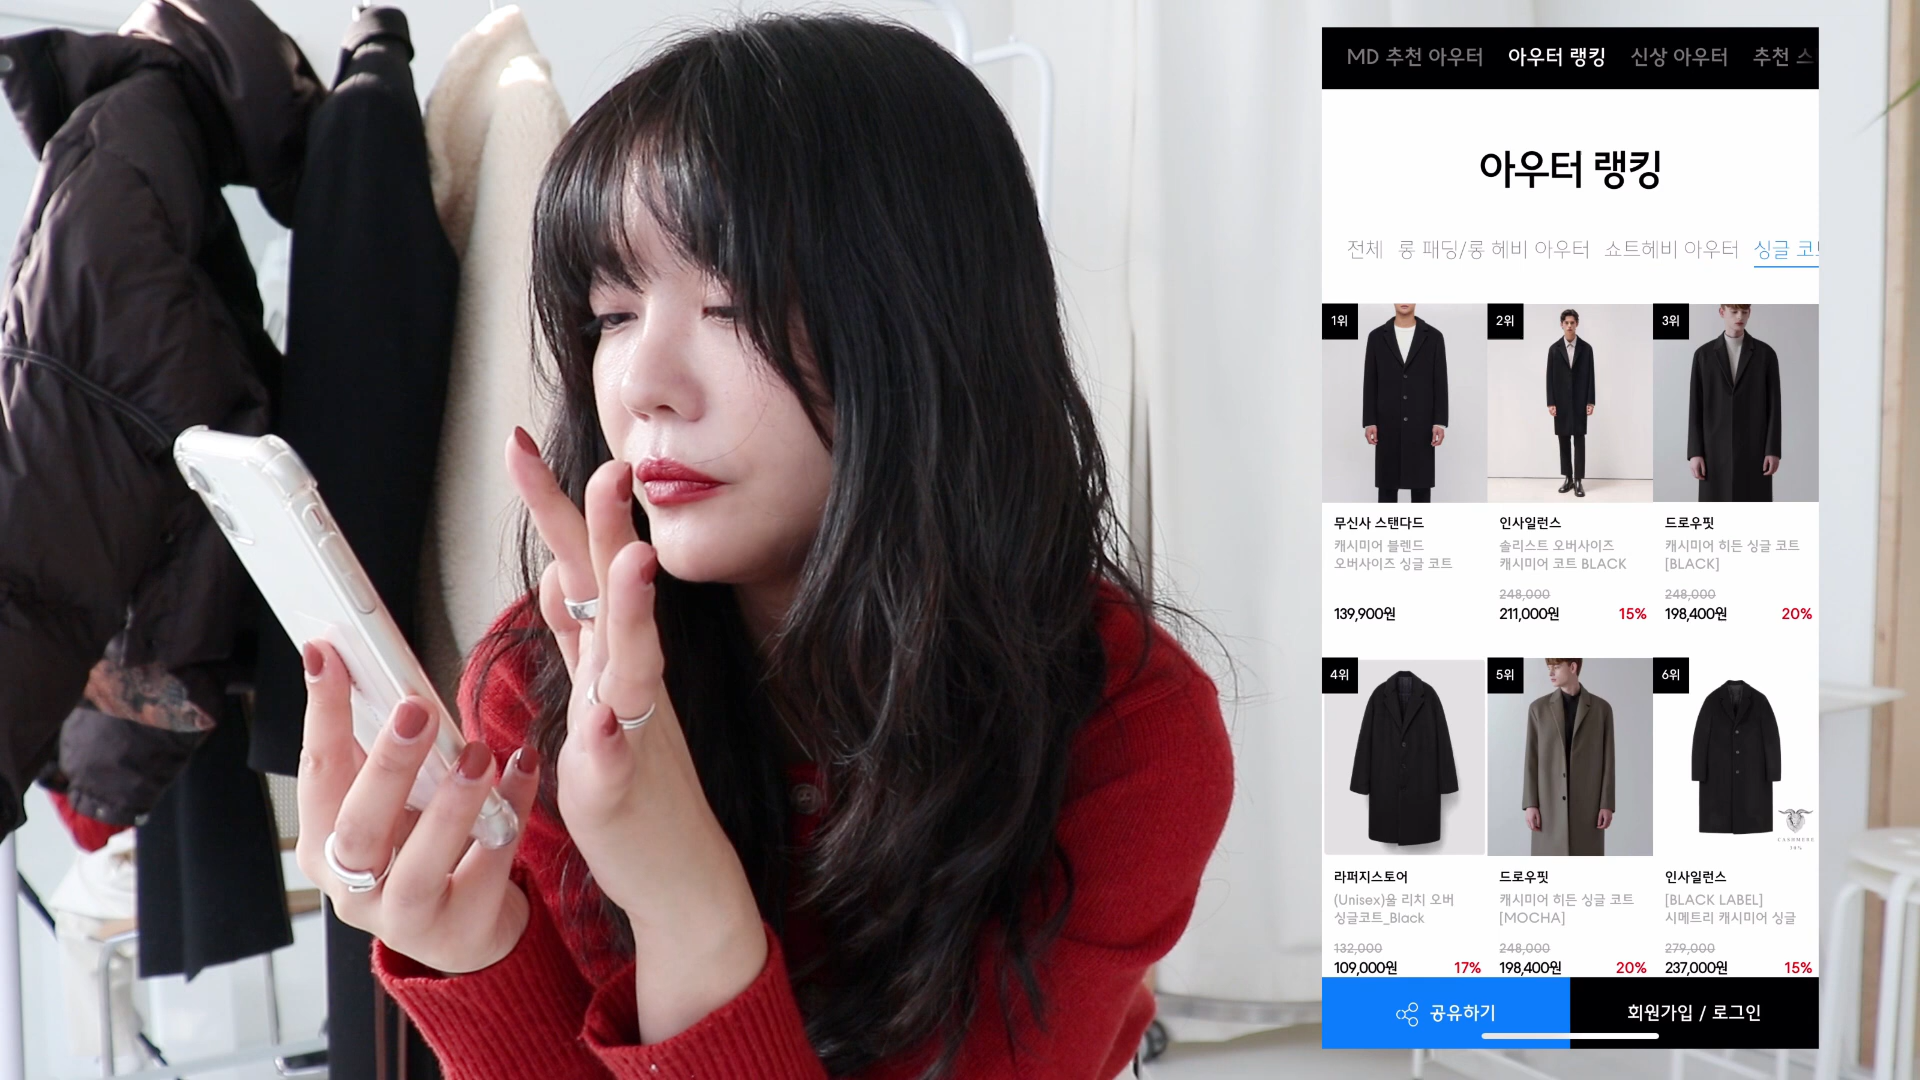 MD 추천 아우터 아우터 랭킹 신상 아우터 추천
아우터 랭킹
전체 롱 패딩/롱 헤비 아우터 쇼트헤비 아우터 싱글
1위 2위 3위
무신사 스탠다드
캐시미어 블렌드
오버사이즈 싱글 코트
139,900원
인사일런스
솔리스트 오버사이즈
캐시미어 코트 BLACK
248,000
211,000원 15%
드로우핏
캐시미어 히든 싱글 코트
[BLACK]
248,000
198,400원 20%
4위 5위 6위
CASHMERE
라퍼지스토어
(Unisex)울 리치 오버
싱글코트_Black
132,000
109,000원 17%
드로우핏
캐시미어 히든 싱글 코트
[MOCHA]
248,000
198,400원 20%
인사일런스
[BLACK LABEL]
시메트리 캐시미어 싱글
279,000
237,000원 15%
공유하기 회원가입 / 로그인